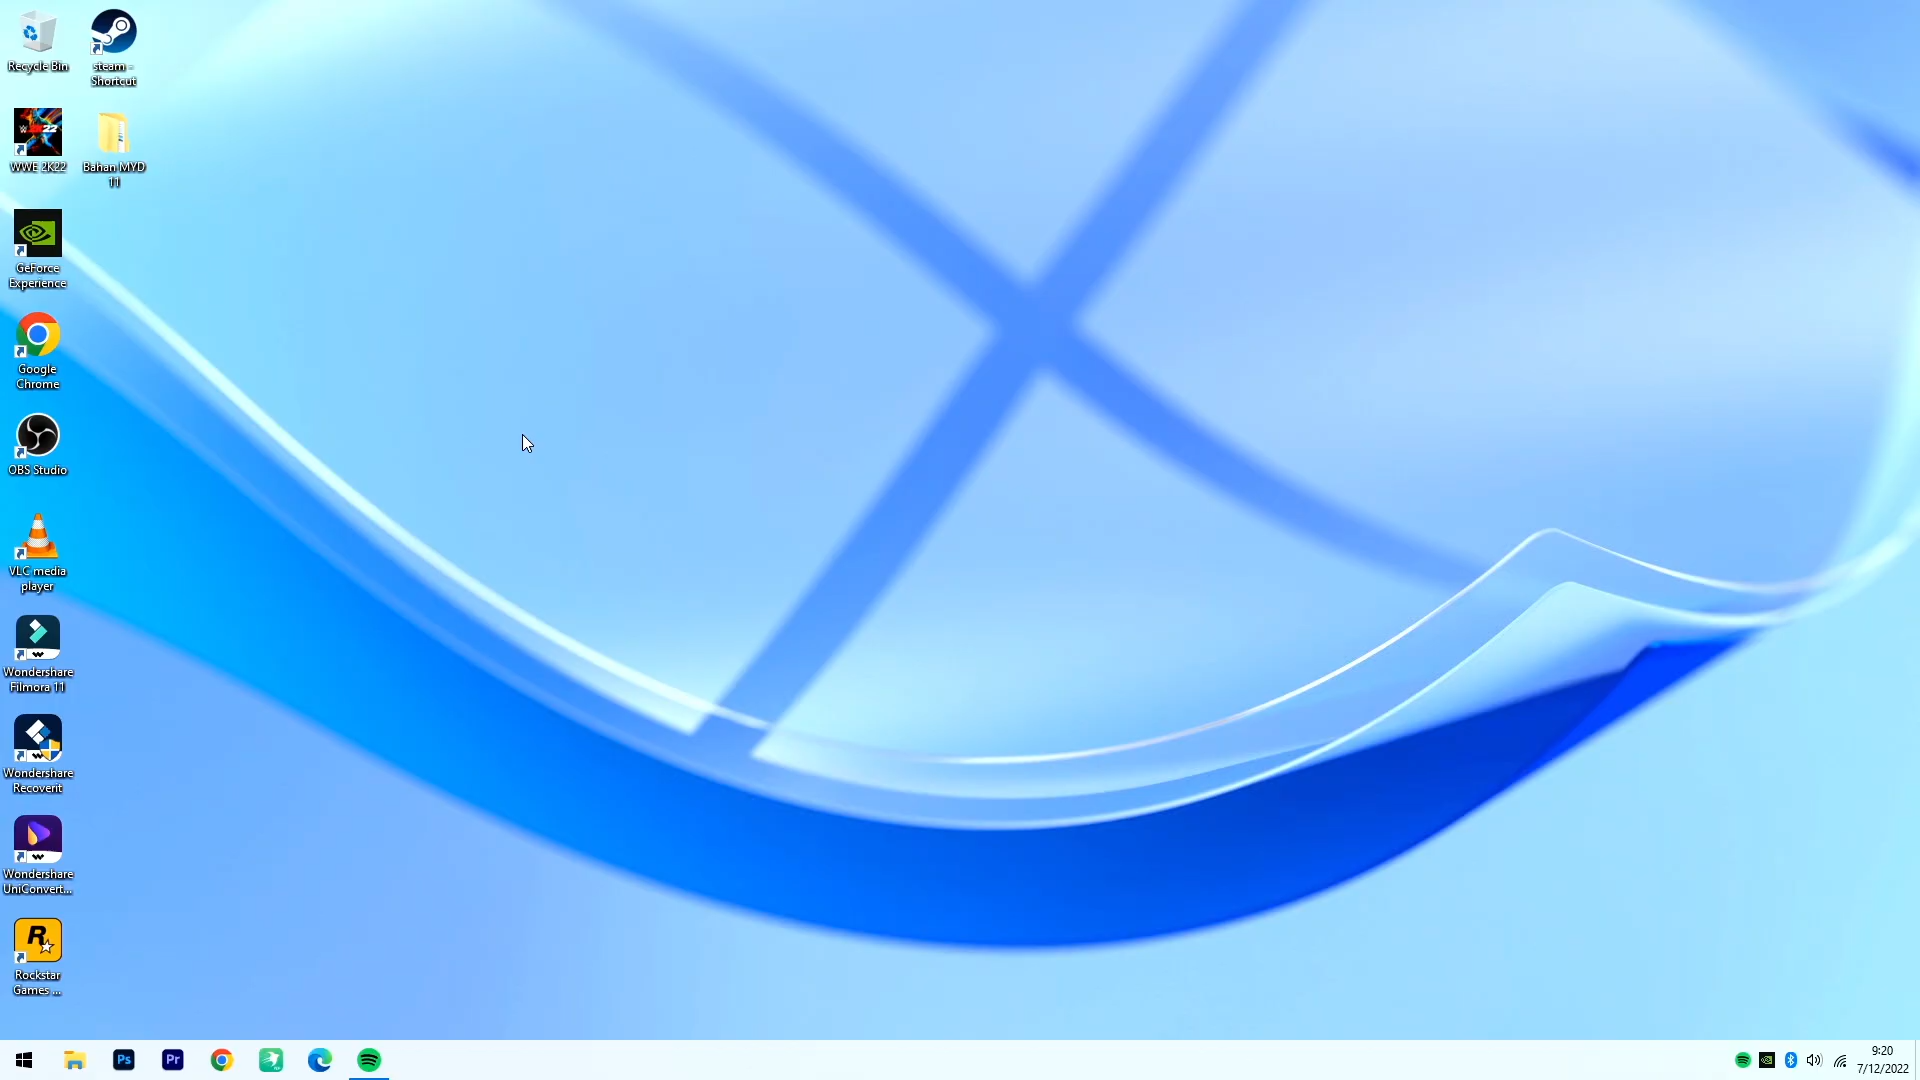 Recycle Bin
steam -
Shortcut
WWE 2K22
Bahan MYD
11
GeForce
Experience
Google
Chrome
OBS Studio
VLC media
player
Wondershare
Filmora 11
Wondershare
Recoverit
Wondershare
UniConvert...
Rockstar
Games ...
Ps
Pr
9:20
7/12/2022